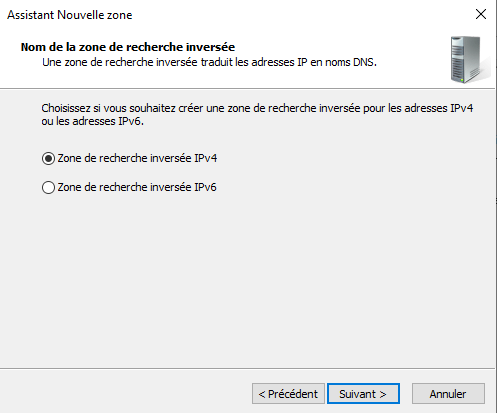 Assistant Nouvelle zone
Nom de la zone de recherche inversée
Une zone de recherche inversée traduit les adresses IP en noms DNS.
Choisissez si vous souhaitez créer une zone de recherche inversée pour les adresses IPv4
ou les adresses IPv6.
Zone de recherche inversée IPv4
Zone de recherche inversée IPv6
< Précédent Suivant > Annuler